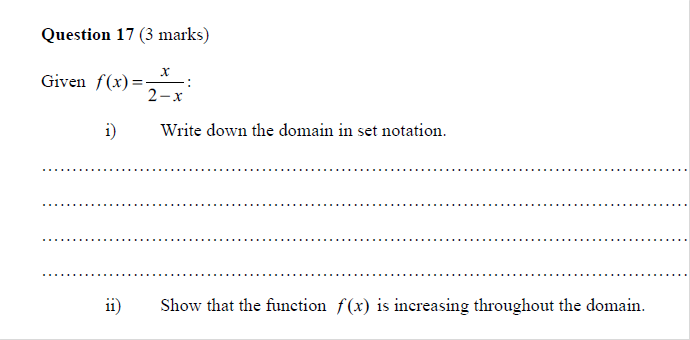 Question 17 (3 marks)
Given f(x) = x/(2−x):
i) Write down the domain in set notation.
ii) Show that the function f(x) is increasing throughout the domain.